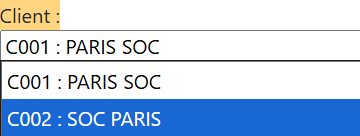 Client :
C001 : PARIS SOC
C001 : PARIS SOC
C002 : SOC PARIS